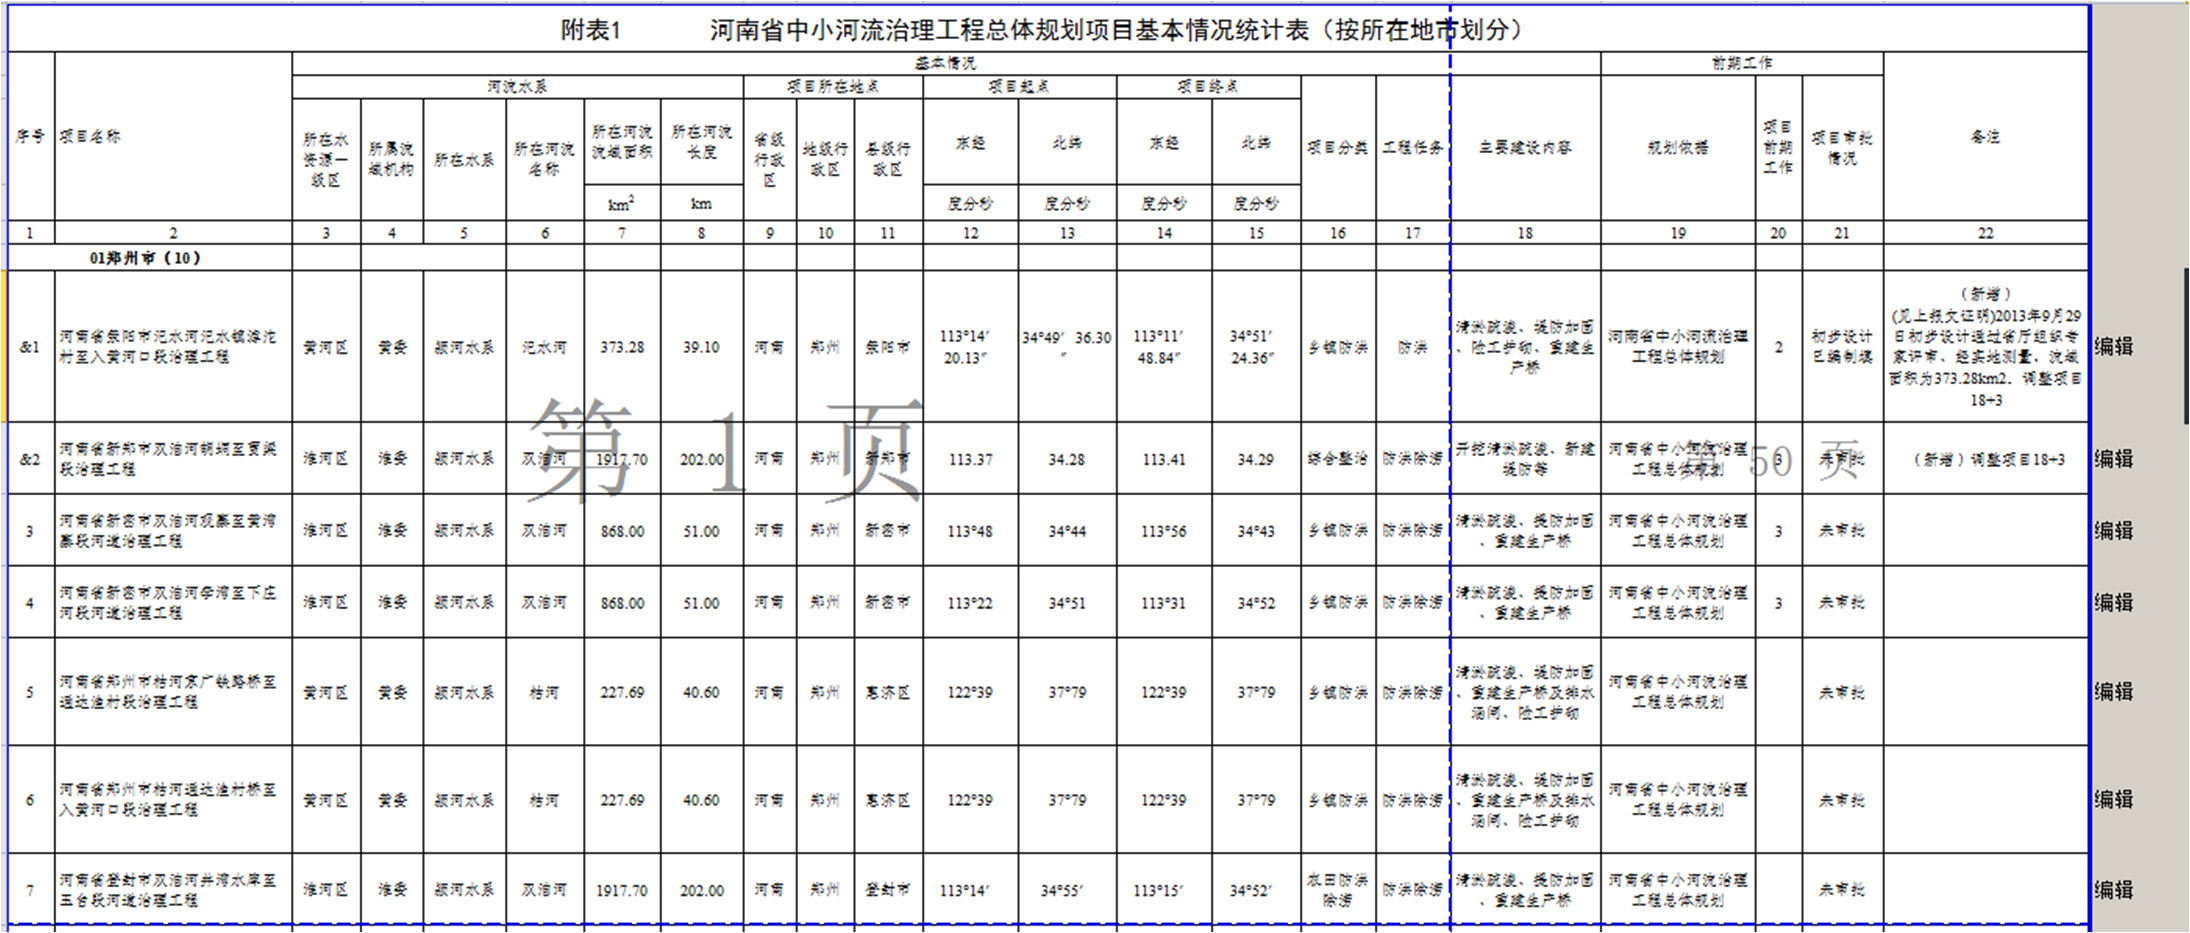 附表1 河南省中小河流治理工程总体规划项目基本情况统计表（按所在地市划分）
序号 项目名称 基本情况 前期工作 备注
河流水系 项目所在地点 项目起点 项目终点 项目分类 工程任务 主要建设内容 规划依据 项目前期工作 项目审批情况
所在水资源一级区 所属流域机构 所在水系 所在河流名称 所在河流流域面积 所在河流长度 省级行政区 地级行政区 县级行政区 东经 北纬 东经 北纬
km2 km 度分秒 度分秒 度分秒 度分秒
1 2 3 4 5 6 7 8 9 10 11 12 13 14 15 16 17 18 19 20 21 22
01郑州市（10）
&1 河南省荥阳市汜水河汜水镇滹沱村至入黄河口段治理工程 黄河区 黄委 颍河水系 汜水河 373.28 39.10 河南 郑州 荥阳市 113°14′20.13″ 34°49′36.30″ 113°11′48.84″ 34°51′24.36″ 乡镇防洪 防洪 清淤疏浚、堤防加固、险工护砌、重建生产桥 河南省中小河流治理工程总体规划 2 初步设计已编制填 （新增）(见上报文证明)2013年9月29日初步设计通过省厅组织专家评审、经实地测量，流域面积为373.28km2．调整项目18+3 编辑
&2 河南省新郑市双洎河胡垌至贾梁段治理工程 淮河区 淮委 颍河水系 双洎河 1917.70 202.00 河南 郑州 新郑市 113.37 34.28 113.41 34.29 综合整治 防洪除涝 开挖清淤疏浚、新建堤防等 河南省中小河流治理工程总体规划 3 未审批 （新增）调整项目18+3 编辑
3 河南省新密市双洎河观寨至黄湾寨段河道治理工程 淮河区 淮委 颍河水系 双洎河 868.00 51.00 河南 郑州 新密市 113°48 34°44 113°56 34°43 乡镇防洪 防洪除涝 清淤疏浚、堤防加固、重建生产桥 河南省中小河流治理工程总体规划 3 未审批 编辑
4 河南省新密市双洎河李湾至下庄河段河道治理工程 淮河区 淮委 颍河水系 双洎河 868.00 51.00 河南 郑州 新密市 113°22 34°51 113°31 34°52 乡镇防洪 防洪除涝 清淤疏浚、堤防加固、重建生产桥 河南省中小河流治理工程总体规划 3 未审批 编辑
5 河南省郑州市枯河京广铁路桥至通达渔村段治理工程 黄河区 黄委 颍河水系 枯河 227.69 40.60 河南 郑州 惠济区 122°39 37°79 122°39 37°79 乡镇防洪 防洪除涝 清淤疏浚、堤防加固、重建生产桥及排水涵闸、险工护砌 河南省中小河流治理工程总体规划 未审批 编辑
6 河南省郑州市枯河通达渔村桥至入黄河口段治理工程 黄河区 黄委 颍河水系 枯河 227.69 40.60 河南 郑州 惠济区 122°39 37°79 122°39 37°79 乡镇防洪 防洪除涝 清淤疏浚、堤防加固、重建生产桥及排水涵闸、险工护砌 河南省中小河流治理工程总体规划 未审批 编辑
7 河南省登封市双洎河井湾水库至王台段河道治理工程 淮河区 淮委 颍河水系 双洎河 1917.70 202.00 河南 郑州 登封市 113°14′ 34°55′ 113°15′ 34°52′ 农田防洪除涝 防洪除涝 清淤疏浚、堤防加固、重建生产桥 河南省中小河流治理工程总体规划 未审批 编辑
第 1 页
第 50 页